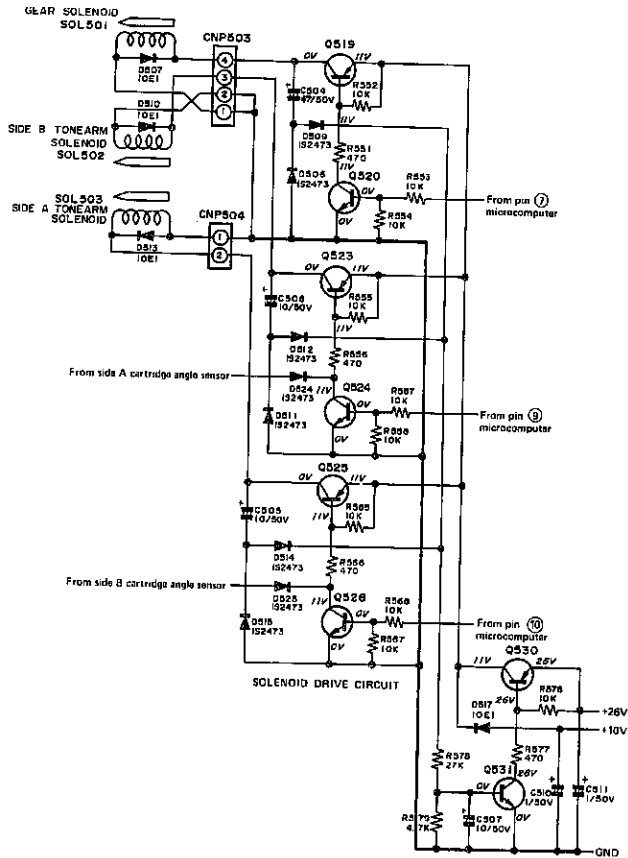 GEAR SOLENOID
SOL501
CNP503
D507
10E1
4
3
2
1
D510
10E1
SIDE B TONEARM
SOLENOID
SOL502
SOL503
SIDE A TONEARM
SOLENOID
D513
10E1
CNP504
1
2
0V
Q519
11V
C504
47/50V
R552
10K
11V
D509
1S2473
R551
470
11V
D506
1S2473
Q520
0V
R553
10K
From pin 7
microcomputer
R554
10K
0V
Q523
0V
11V
C506
10/50V
R555
10K
11V
D512
1S2473
R556
470
From side A cartridge angle sensor
D524
1S2473
11V
Q524
0V
R557
10K
From pin 9
microcomputer
D511
1S2473
R558
10K
0V
Q525
0V
11V
C505
10/50V
R565
10K
11V
D514
1S2473
R566
470
From side B cartridge angle sensor
D525
1S2473
11V
Q526
0V
R568
10K
From pin 10
microcomputer
D515
1S2473
R567
10K
0V
SOLENOID DRIVE CIRCUIT
Q530
11V
26V
26V
R576
10K
+26V
D517
10E1
+10V
R578
27K
R577
470
Q531
26V
0V
C510
1/50V
C511
1/50V
R579
4.7K
C507
10/50V
0V
GND